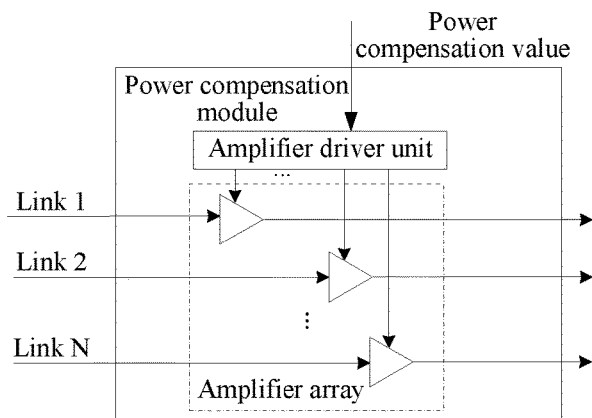 Power
compensation value
Power compensation
module
Amplifier driver unit
...
Link 1
Link 2
...
Link N
Amplifier array